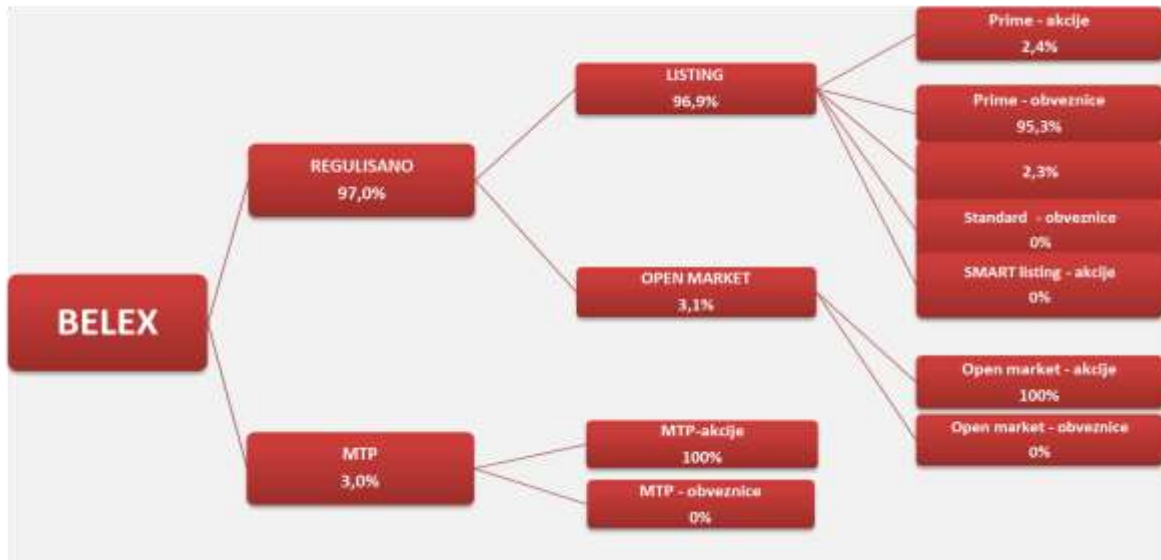 Prime - akcije
2,4%
LISTING
96,9%
Prime - obveznice
95,3%
REGULISANO
97,0%
2,3%
Standard - obveznice
0%
OPEN MARKET
3,1%
SMART listing - akcije
0%
BELEX
Open market - akcije
100%
MTP
3,0%
MTP-akcije
100%
Open market - obveznice
0%
MTP - obveznice
0%